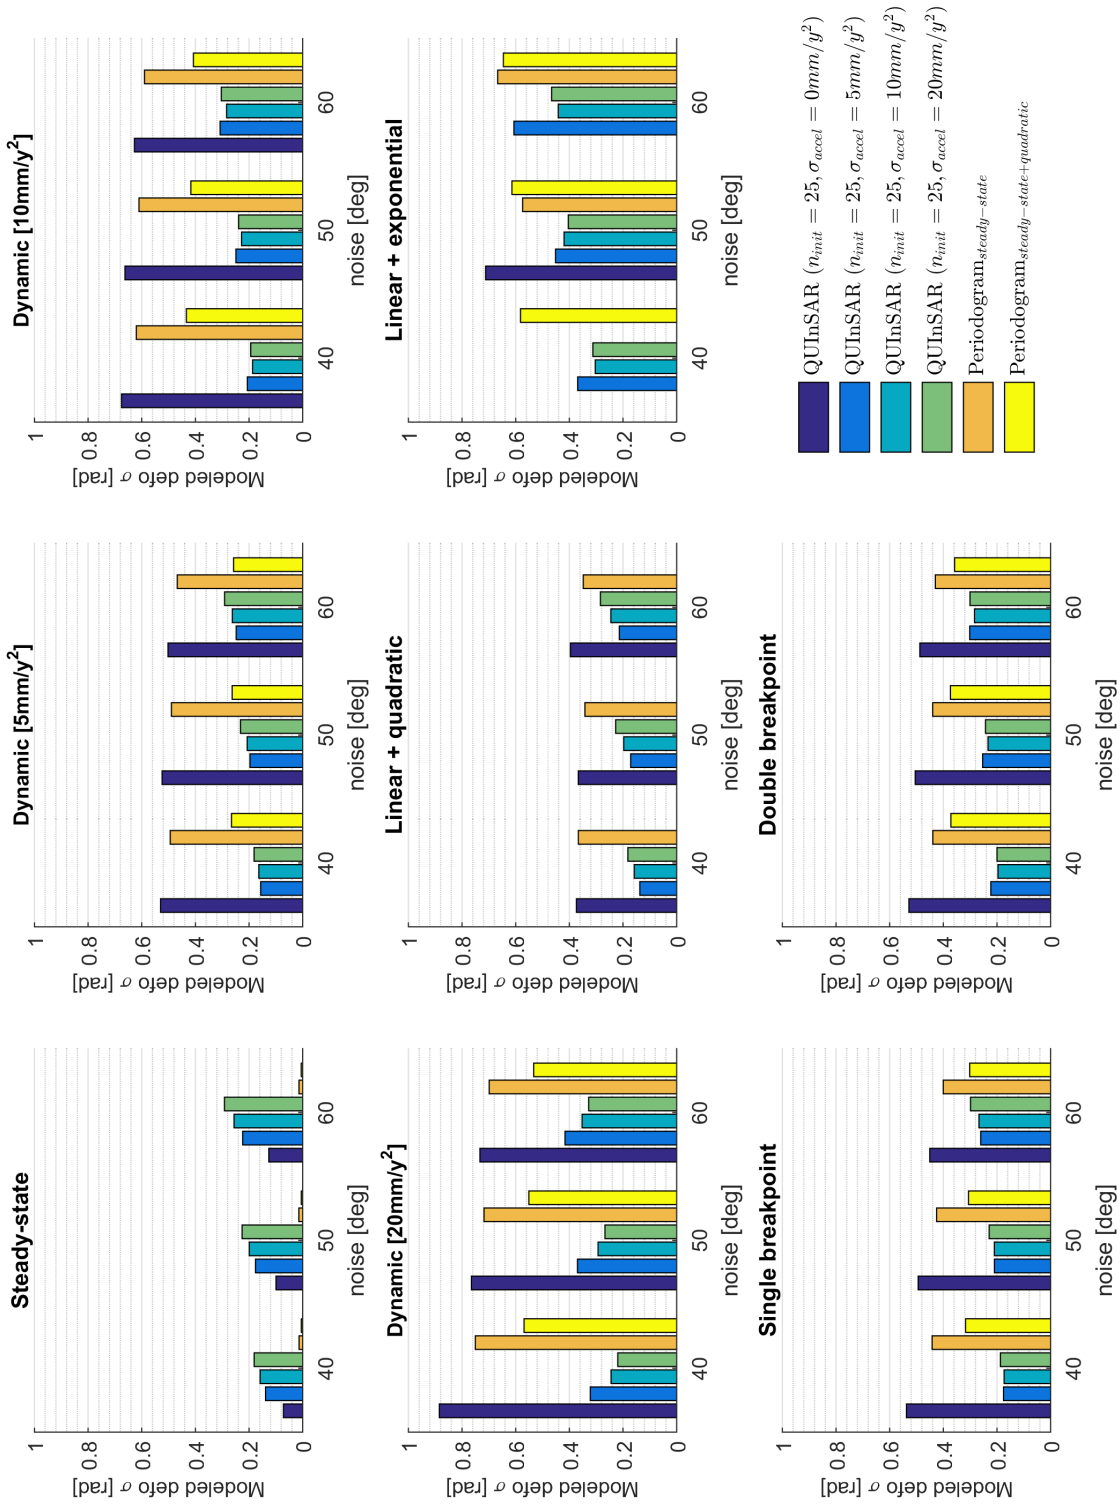 Steady-state
Modeled defo σ [rad]
1
0.8
0.6
0.4
0.2
0
40
50
60
noise [deg]
Dynamic [5mm/y²]
Modeled defo σ [rad]
1
0.8
0.6
0.4
0.2
0
40
50
60
noise [deg]
Dynamic [10mm/y²]
Modeled defo σ [rad]
1
0.8
0.6
0.4
0.2
0
40
50
60
noise [deg]
Dynamic [20mm/y²]
Modeled defo σ [rad]
1
0.8
0.6
0.4
0.2
0
40
50
60
noise [deg]
Linear + quadratic
Modeled defo σ [rad]
1
0.8
0.6
0.4
0.2
0
40
50
60
noise [deg]
Linear + exponential
Modeled defo σ [rad]
1
0.8
0.6
0.4
0.2
0
40
50
60
noise [deg]
Single breakpoint
Modeled defo σ [rad]
1
0.8
0.6
0.4
0.2
0
40
50
60
noise [deg]
Double breakpoint
Modeled defo σ [rad]
1
0.8
0.6
0.4
0.2
0
40
50
60
noise [deg]
QUInSAR (n_init = 25, σ_accel = 0mm/y²)
QUInSAR (n_init = 25, σ_accel = 5mm/y²)
QUInSAR (n_init = 25, σ_accel = 10mm/y²)
QUInSAR (n_init = 25, σ_accel = 20mm/y²)
Periodogram_steady−state
Periodogram_steady−state+quadratic